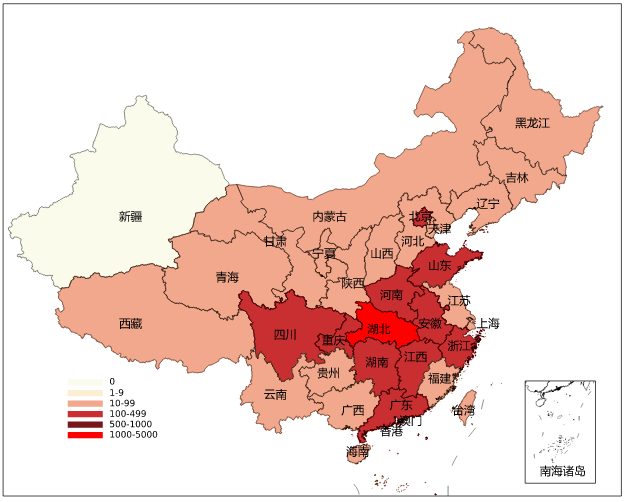 黑龙江
吉林
辽宁
新疆
内蒙古
北京
天津
甘肃
宁夏
山西
河北
山东
青海
陕西
河南
江苏
西藏
四川
重庆
湖北
安徽
上海
浙江
湖南
江西
贵州
福建
云南
广西
广东
台湾
澳门
香港
海南
0
1-9
10-99
100-499
500-1000
1000-5000
南海诸岛